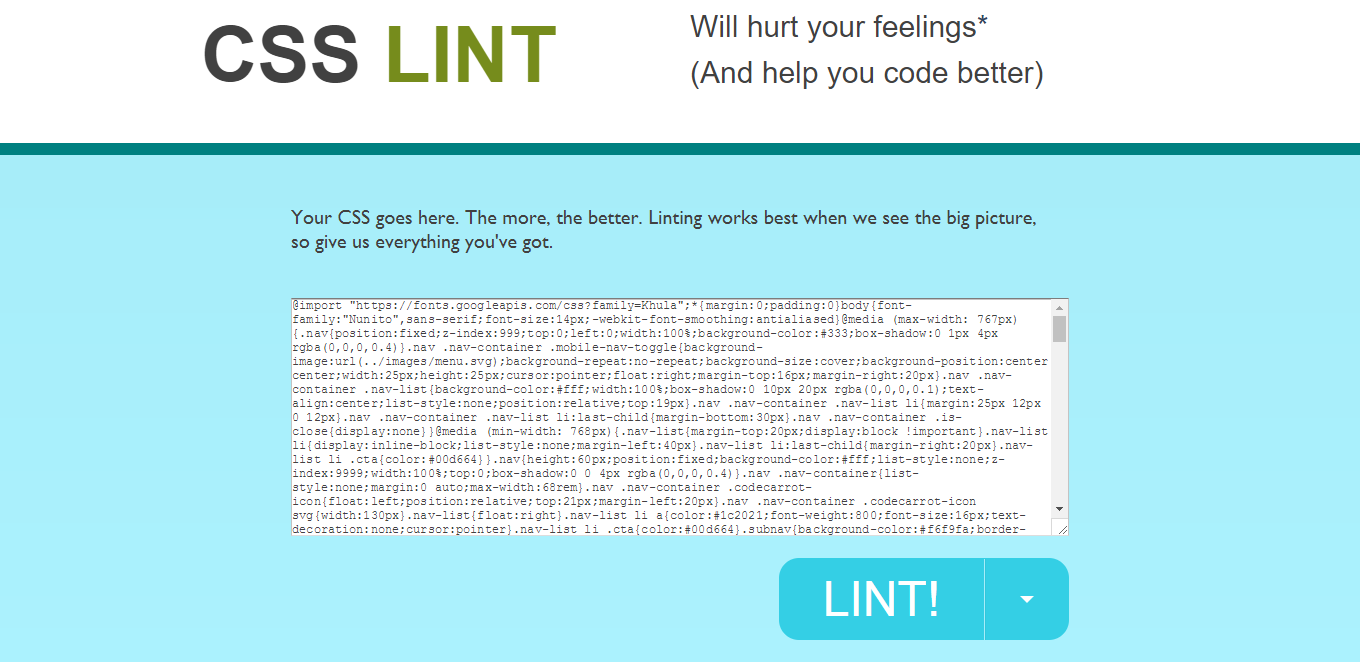 CSS LINT
Will hurt your feelings*
(And help you code better)
Your CSS goes here. The more, the better. Linting works best when we see the big picture,
so give us everything you've got.
@import "https://fonts.googleapis.com/css?family=Khula";*{margin:0;padding:0}body{font-
family:"Nunito",sans-serif;font-size:14px;-webkit-font-smoothing:antialiased}@media (max-width: 767px)
{.nav{position:fixed;z-index:999;top:0;left:0;width:100%;background-color:#333;box-shadow:0 1px 4px
rgba(0,0,0,0.4)}.nav .nav-container .mobile-nav-toggle{background-
image:url(../images/menu.svg);background-repeat:no-repeat;background-size:cover;background-position:center
center;width:25px;height:25px;cursor:pointer;float:right;margin-top:16px;margin-right:20px}.nav .nav-
container .nav-list{background-color:#fff;width:100%;box-shadow:0 10px 20px rgba(0,0,0,0.1);text-
align:center;list-style:none;position:relative;top:19px}.nav .nav-container .nav-list li{margin:25px 12px
0 12px}.nav .nav-container .nav-list li:last-child{margin-bottom:30px}.nav .nav-container .is-
close{display:none}}@media (min-width: 768px){.nav-list{margin-top:20px;display:block !important}.nav-list
li{display:inline-block;list-style:none;margin-left:40px}.nav-list li:last-child{margin-right:20px}.nav-
list li .cta{color:#00d664}}.nav{height:60px;position:fixed;background-color:#fff;list-style:none;z-
index:9999;width:100%;top:0;box-shadow:0 0 4px rgba(0,0,0,0.4)}.nav .nav-container{list-
style:none;margin:0 auto;max-width:68rem}.nav .nav-container .codecarrot-
icon{float:left;position:relative;top:21px;margin-left:20px}.nav .nav-container .codecarrot-icon
svg{width:130px}.nav-list{float:right}.nav-list li a{color:#1c2021;font-weight:800;font-size:16px;text-
decoration:none;cursor:pointer}.nav-list li .cta{color:#00d664}.subnav{background-color:#f6f9fa;border-
LINT!